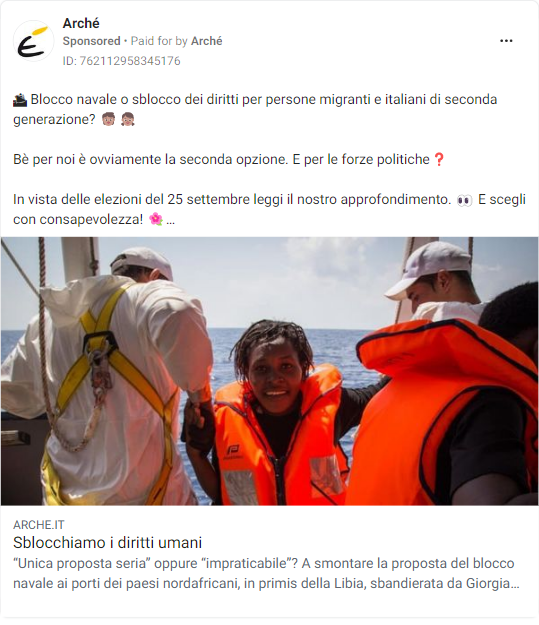 Arché
Sponsored • Paid for by Arché
ID: 762112958345176
Blocco navale o sblocco dei diritti per persone migranti e italiani di seconda
generazione?
Bè per noi è ovviamente la seconda opzione. E per le forze politiche❓
In vista delle elezioni del 25 settembre leggi il nostro approfondimento. 👀 E scegli
con consapevolezza! 🌺 ...
ARCHE.IT
Sblocchiamo i diritti umani
“Unica proposta seria” oppure “impraticabile”? A smontare la proposta del blocco
navale ai porti dei paesi nordafricani, in primis della Libia, sbandierata da Giorgia...